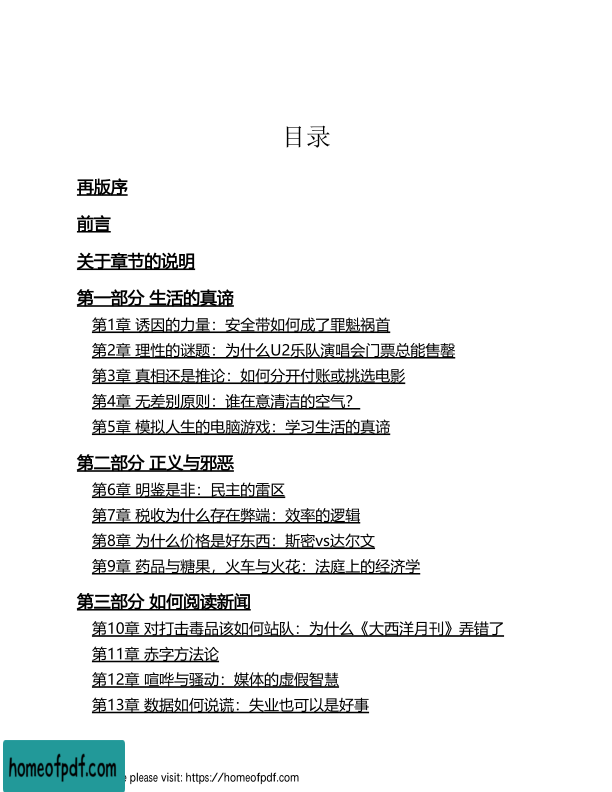 目录
再版序
前言
关于章节的说明
第一部分 生活的真谛
第1章 诱因的力量：安全带如何成了罪魁祸首
第2章 理性的谜题：为什么U2乐队演唱会门票总能售罄
第3章 真相还是推论：如何分开付账或挑选电影
第4章 无差别原则：谁在意清洁的空气？
第5章 模拟人生的电脑游戏：学习生活的真谛
第二部分 正义与邪恶
第6章 明鉴是非：民主的雷区
第7章 税收为什么存在弊端：效率的逻辑
第8章 为什么价格是好东西：斯密vs达尔文
第9章 药品与糖果，火车与火花：法庭上的经济学
第三部分 如何阅读新闻
第10章 对打击毒品该如何站队：为什么《大西洋月刊》弄错了
第11章 赤字方法论
第12章 喧哗与骚动：媒体的虚假智慧
第13章 数据如何说谎：失业也可以是好事
homeofpdf.com
please visit: https://homeofpdf.com